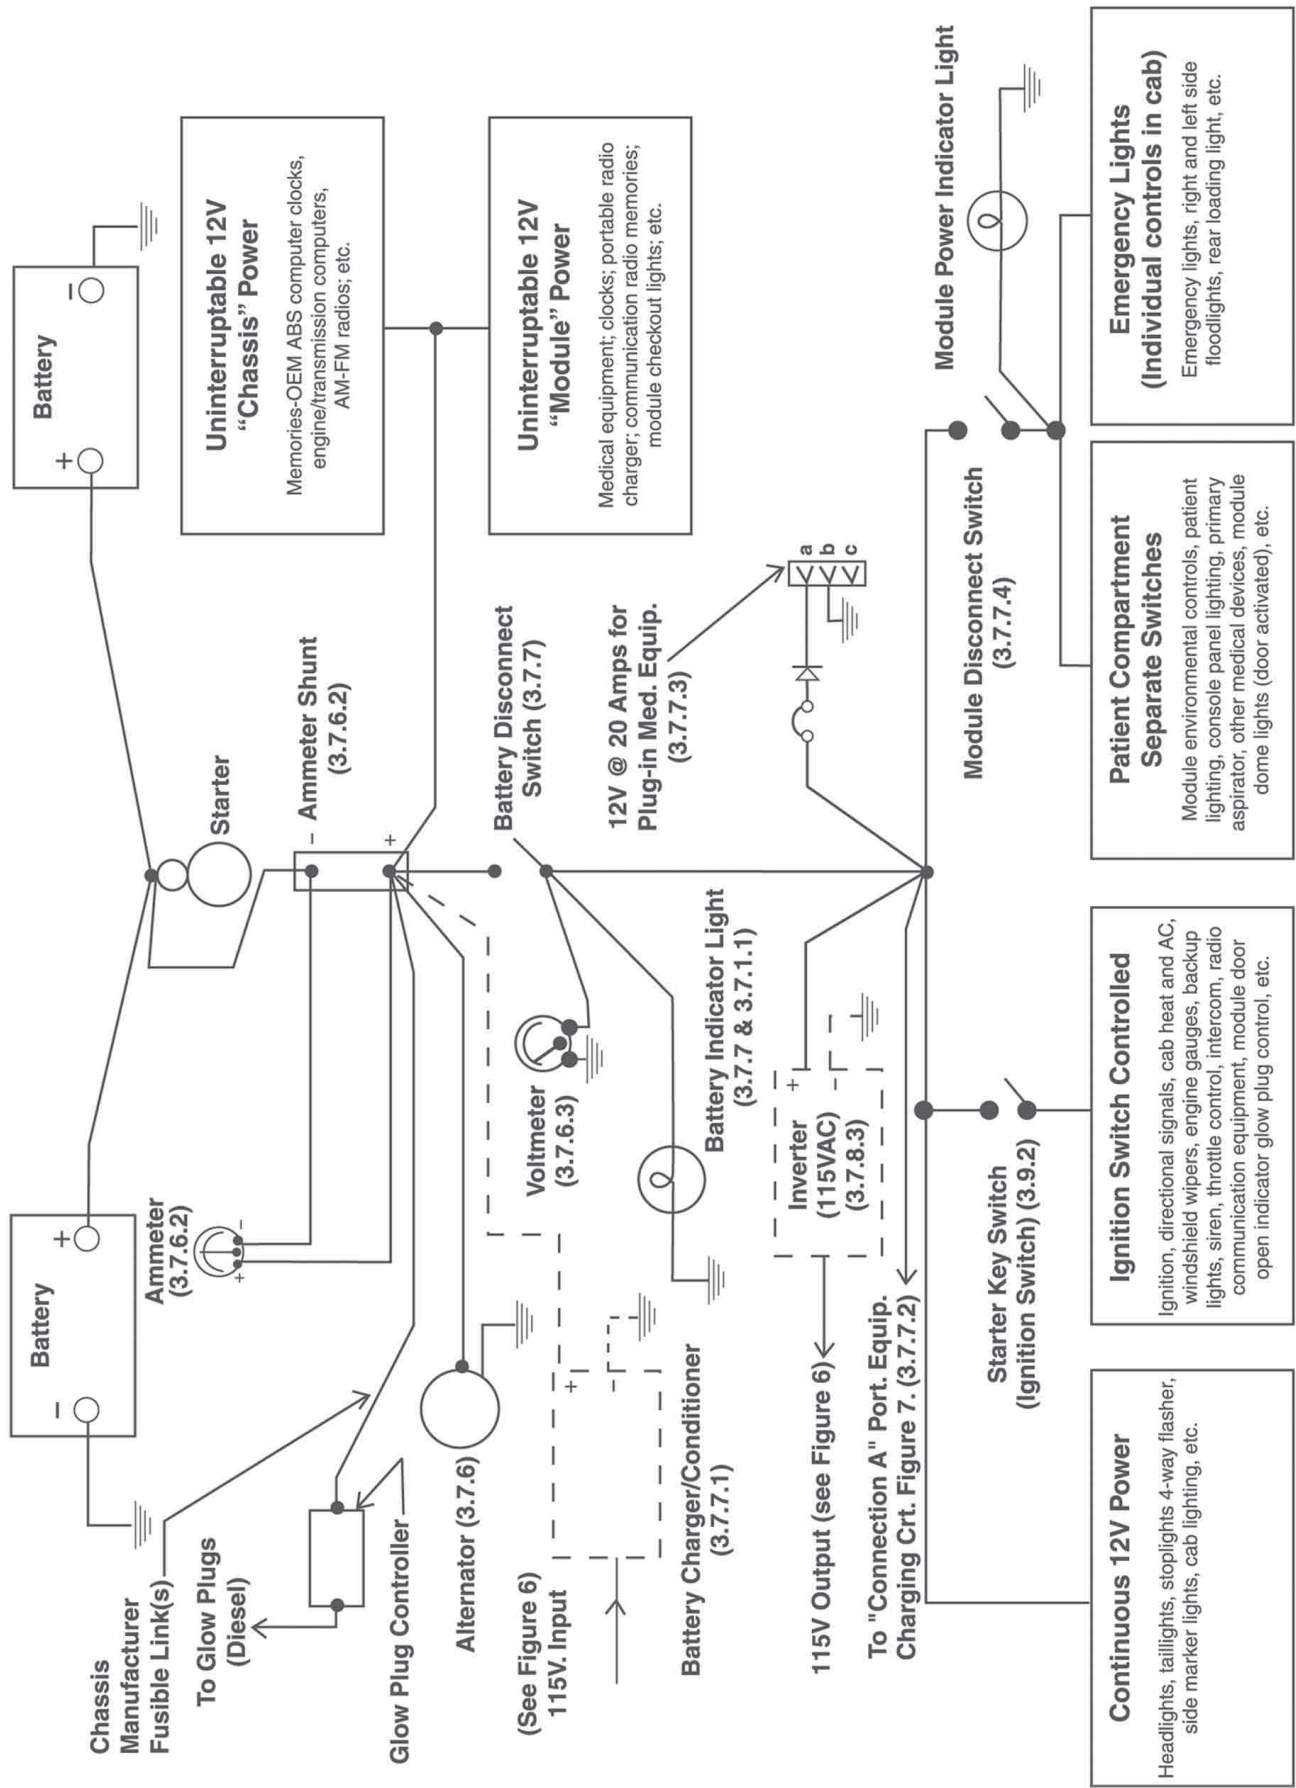 Battery
−
+
Battery
+
−
Chassis
Manufacturer
Fusible Link(s)
Ammeter
(3.7.6.2)
+
−
Starter
Uninterruptable 12V
“Chassis” Power
Memories-OEM ABS computer clocks,
engine/transmission computers,
AM-FM radios; etc.
To Glow Plugs
(Diesel)
Ammeter Shunt
(3.7.6.2)
−
+
Glow Plug Controller
Alternator (3.7.6)
Battery Disconnect
Switch (3.7.7)
Uninterruptable 12V
“Module” Power
Medical equipment; clocks; portable radio
charger; communication radio memories;
module checkout lights; etc.
(See Figure 6)
115V. Input
+
−
Battery Charger/Conditioner
(3.7.7.1)
Voltmeter
(3.7.6.3)
12V @ 20 Amps for
Plug-in Med. Equip.
(3.7.7.3)
a
b
c
Battery Indicator Light
(3.7.7 & 3.7.1.1)
Inverter
(115VAC)
(3.7.8.3)
+
−
115V Output (see Figure 6)
To "Connection A" Port. Equip.
Charging Crt. Figure 7. (3.7.7.2)
Module Power Indicator Light
Module Disconnect Switch
(3.7.7.4)
Starter Key Switch
(Ignition Switch) (3.9.2)
Continuous 12V Power
Headlights, taillights, stoplights 4-way flasher,
side marker lights, cab lighting, etc.
Ignition Switch Controlled
Ignition, directional signals, cab heat and AC,
windshield wipers, engine gauges, backup
lights, siren, throttle control, intercom, radio
communication equipment, module door
open indicator glow plug control, etc.
Patient Compartment
Separate Switches
Module environmental controls, patient
lighting, console panel lighting, primary
aspirator, other medical devices, module
dome lights (door activated), etc.
Emergency Lights
(Individual controls in cab)
Emergency lights, right and left side
floodlights, rear loading light, etc.